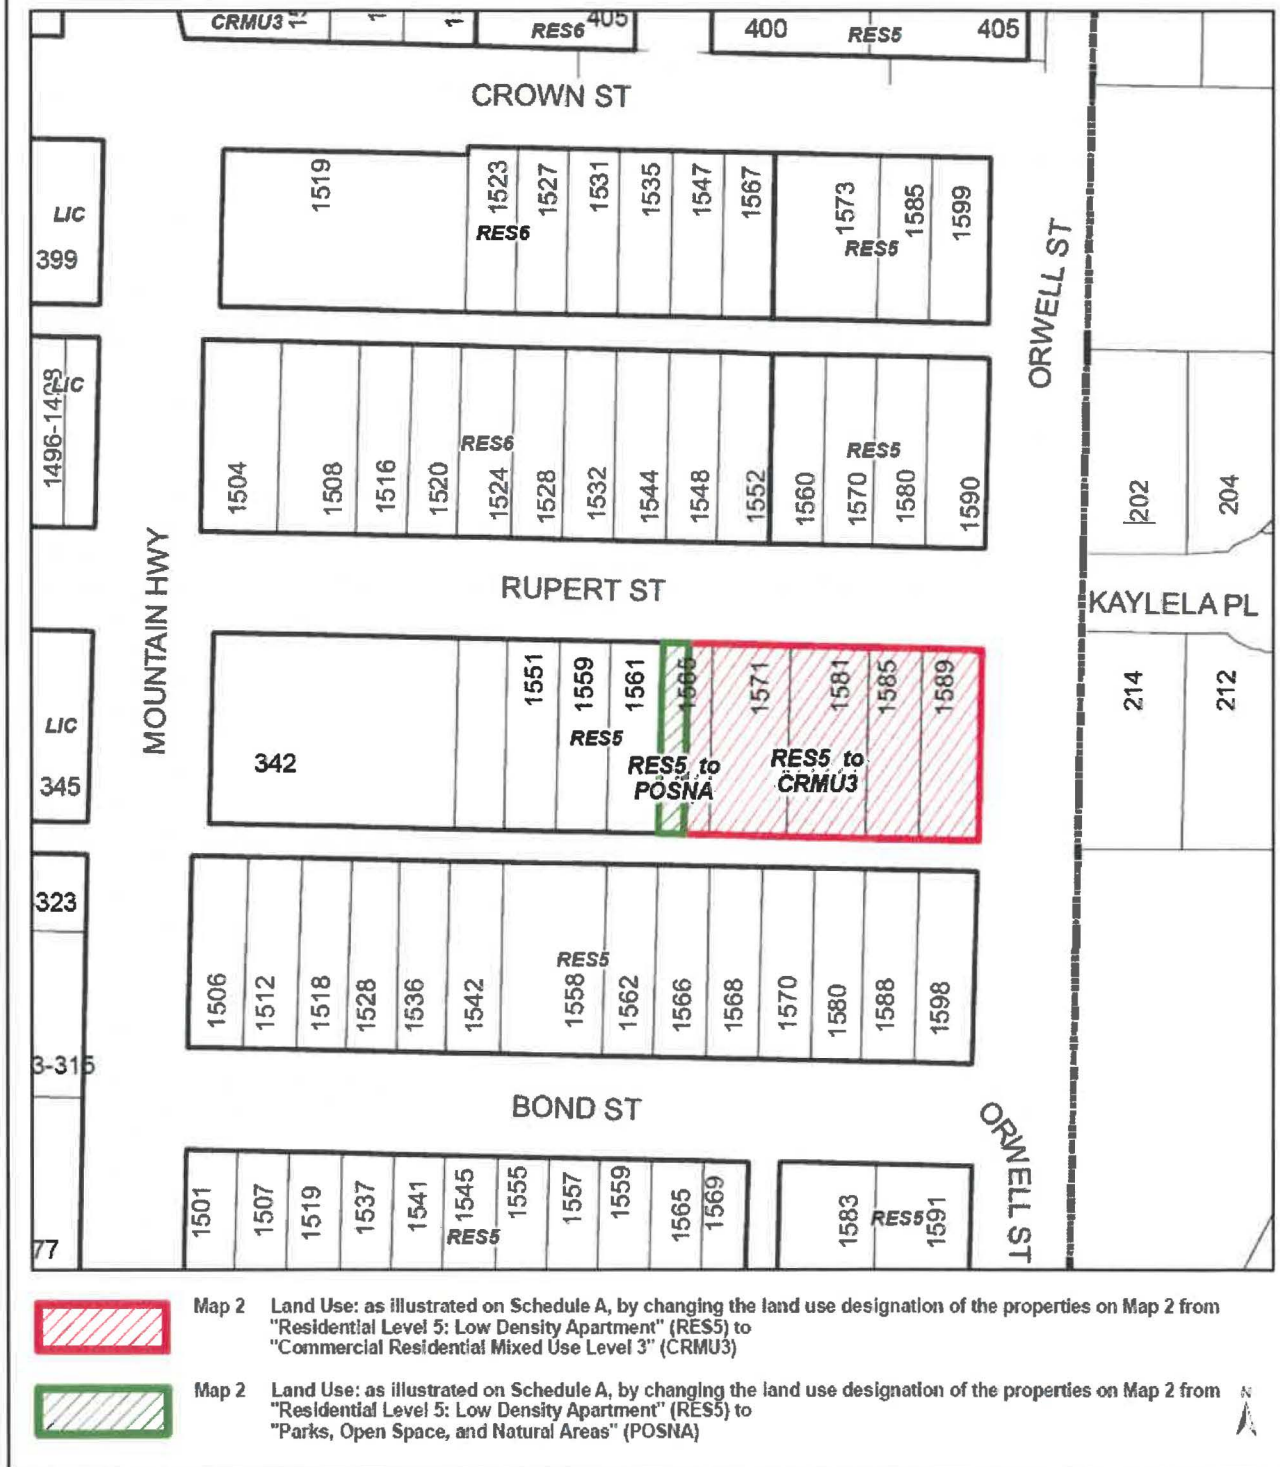 CRMU3
RES6
405
400
RES5
405
CROWN ST
LIC
399
1519
1523
1527
1531
1535
1547
1567
RES6
1573
1585
1599
RES5
ORWELL ST
LIC
1504
1508
1516
1520
RES6
1524
1528
1532
1544
1548
1552
1560
RES5
1570
1580
1590
202
204
MOUNTAIN HWY
RUPERT ST
KAYLELA PL
LIC
345
342
1551
1559
1561
RES5
1565
1571
1581
1585
1589
RES5 to
POSNA
RES5 to
CRMU3
214
212
323
3-315
1506
1512
1518
1528
1536
1542
RES5
1558
1562
1566
1568
1570
1580
1588
1598
BOND ST
ORWELL ST
77
1501
1507
1519
1537
1541
1545
RES5
1555
1557
1559
1565
1569
1583
RES5
1591
Map 2 Land Use: as illustrated on Schedule A, by changing the land use designation of the properties on Map 2 from
"Residential Level 5: Low Density Apartment" (RES5) to
"Commercial Residential Mixed Use Level 3" (CRMU3)
Map 2 Land Use: as illustrated on Schedule A, by changing the land use designation of the properties on Map 2 from
"Residential Level 5: Low Density Apartment" (RES5) to
"Parks, Open Space, and Natural Areas" (POSNA)
N